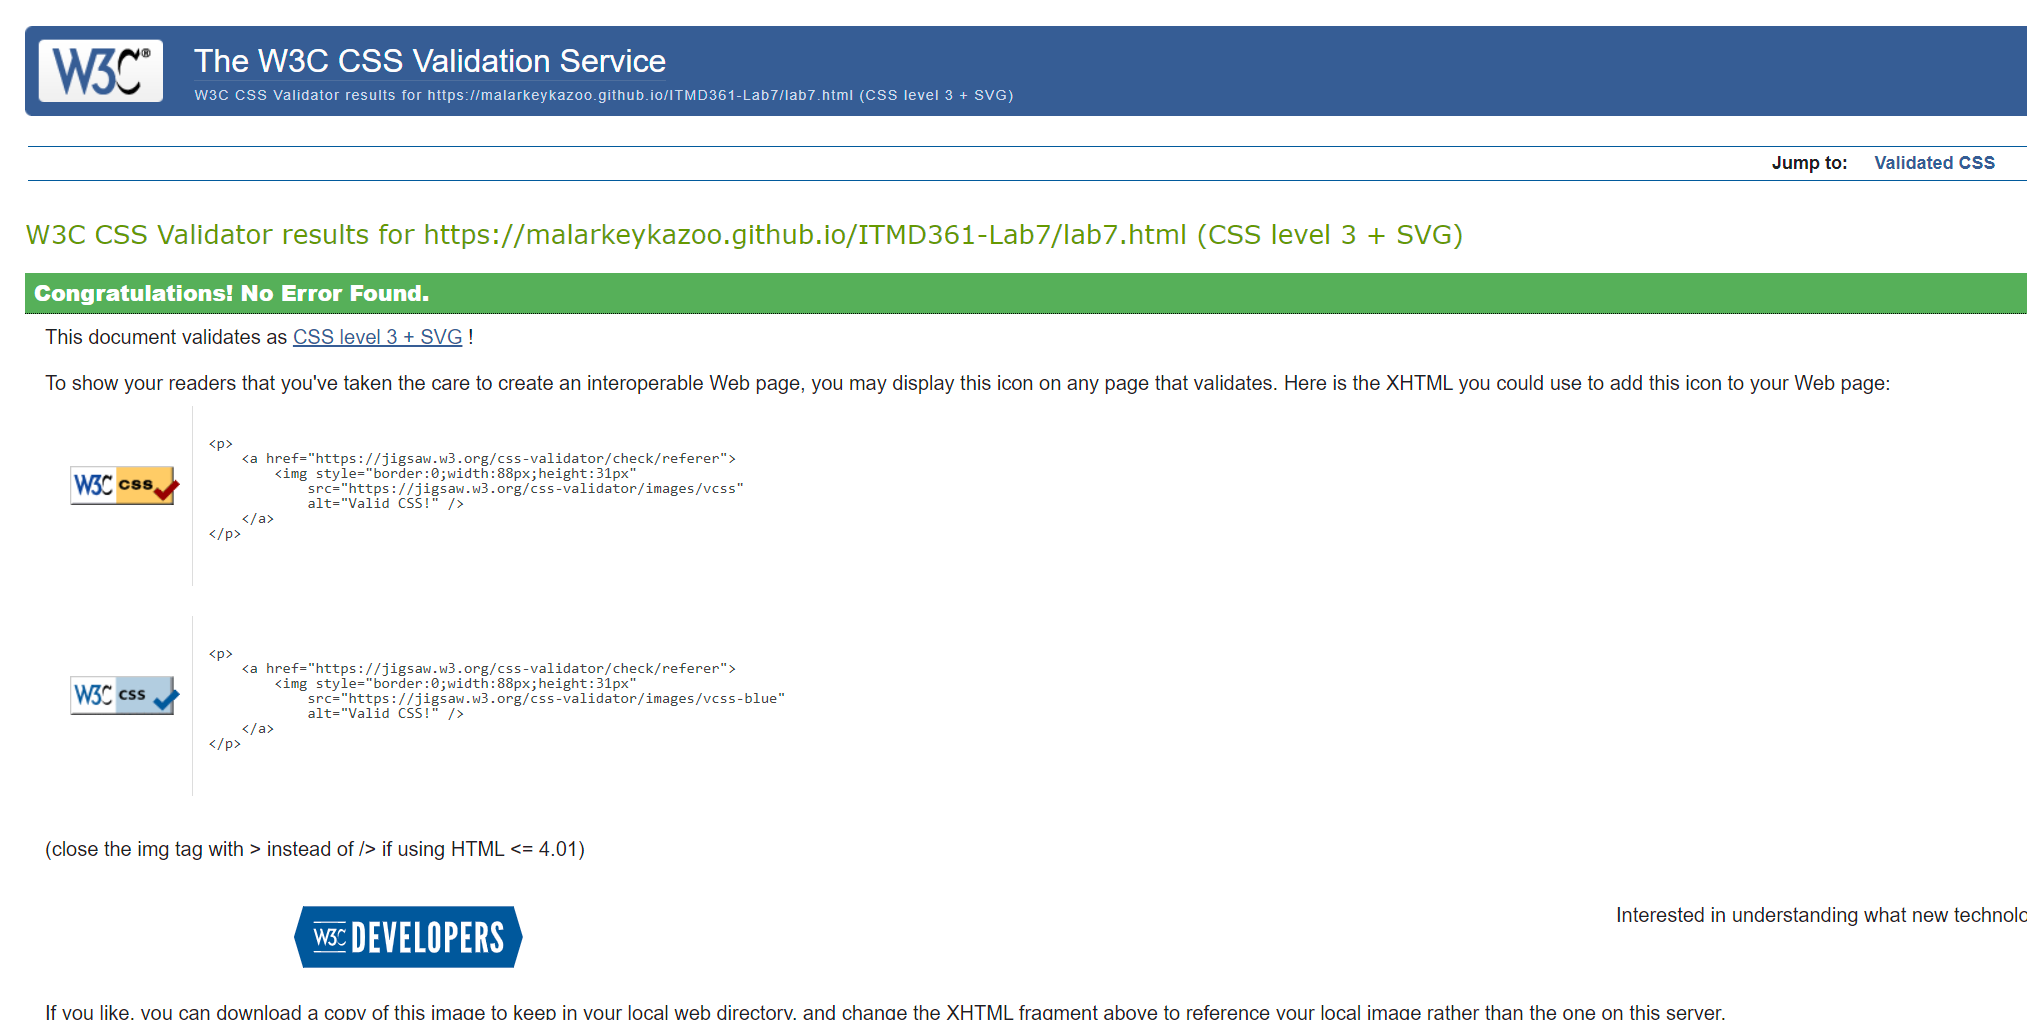 W3C®
The W3C CSS Validation Service
W3C CSS Validator results for https://malarkeykazoo.github.io/ITMD361-Lab7/lab7.html (CSS level 3 + SVG)
Jump to: Validated CSS
W3C CSS Validator results for https://malarkeykazoo.github.io/ITMD361-Lab7/lab7.html (CSS level 3 + SVG)
Congratulations! No Error Found.
This document validates as CSS level 3 + SVG !
To show your readers that you've taken the care to create an interoperable Web page, you may display this icon on any page that validates. Here is the XHTML you could use to add this icon to your Web page:
<p>
<a href="https://jigsaw.w3.org/css-validator/check/referer">
<img style="border:0;width:88px;height:31px"
W3C css
src="https://jigsaw.w3.org/css-validator/images/vcss"
alt="Valid CSS!" />
</a>
</p>
<p>
<a href="https://jigsaw.w3.org/css-validator/check/referer">
<img style="border:0;width:88px;height:31px"
W3C css
src="https://jigsaw.w3.org/css-validator/images/vcss-blue"
alt="Valid CSS!" />
</a>
</p>
(close the img tag with > instead of /> if using HTML <= 4.01)
Interested in understanding what new technolo
W3C DEVELOPERS
If you like, you can download a copy of this image to keep in your local web directory, and change the XHTML fragment above to reference your local image rather than the one on this server.